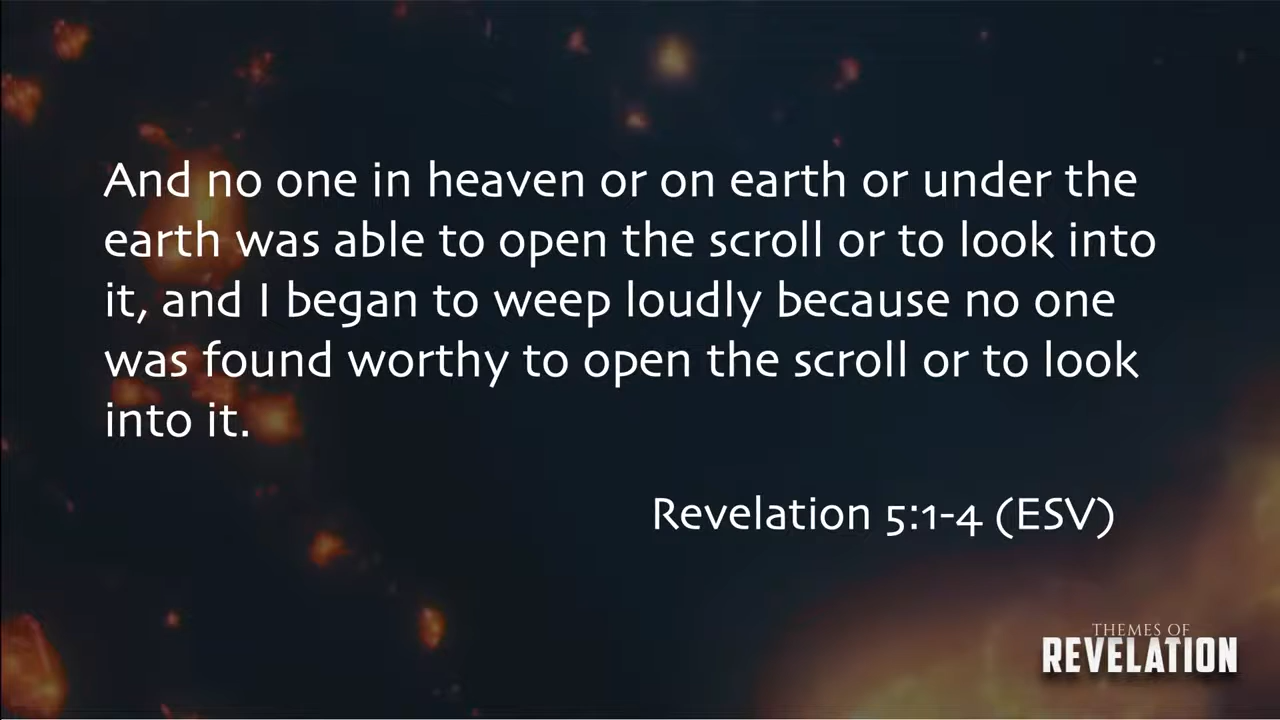 And no one in heaven or on earth or under the
earth was able to open the scroll or to look into
it, and I began to weep loudly because no one
was found worthy to open the scroll or to look
into it.
Revelation 5:1-4 (ESV)
THEMES OF
REVELATION